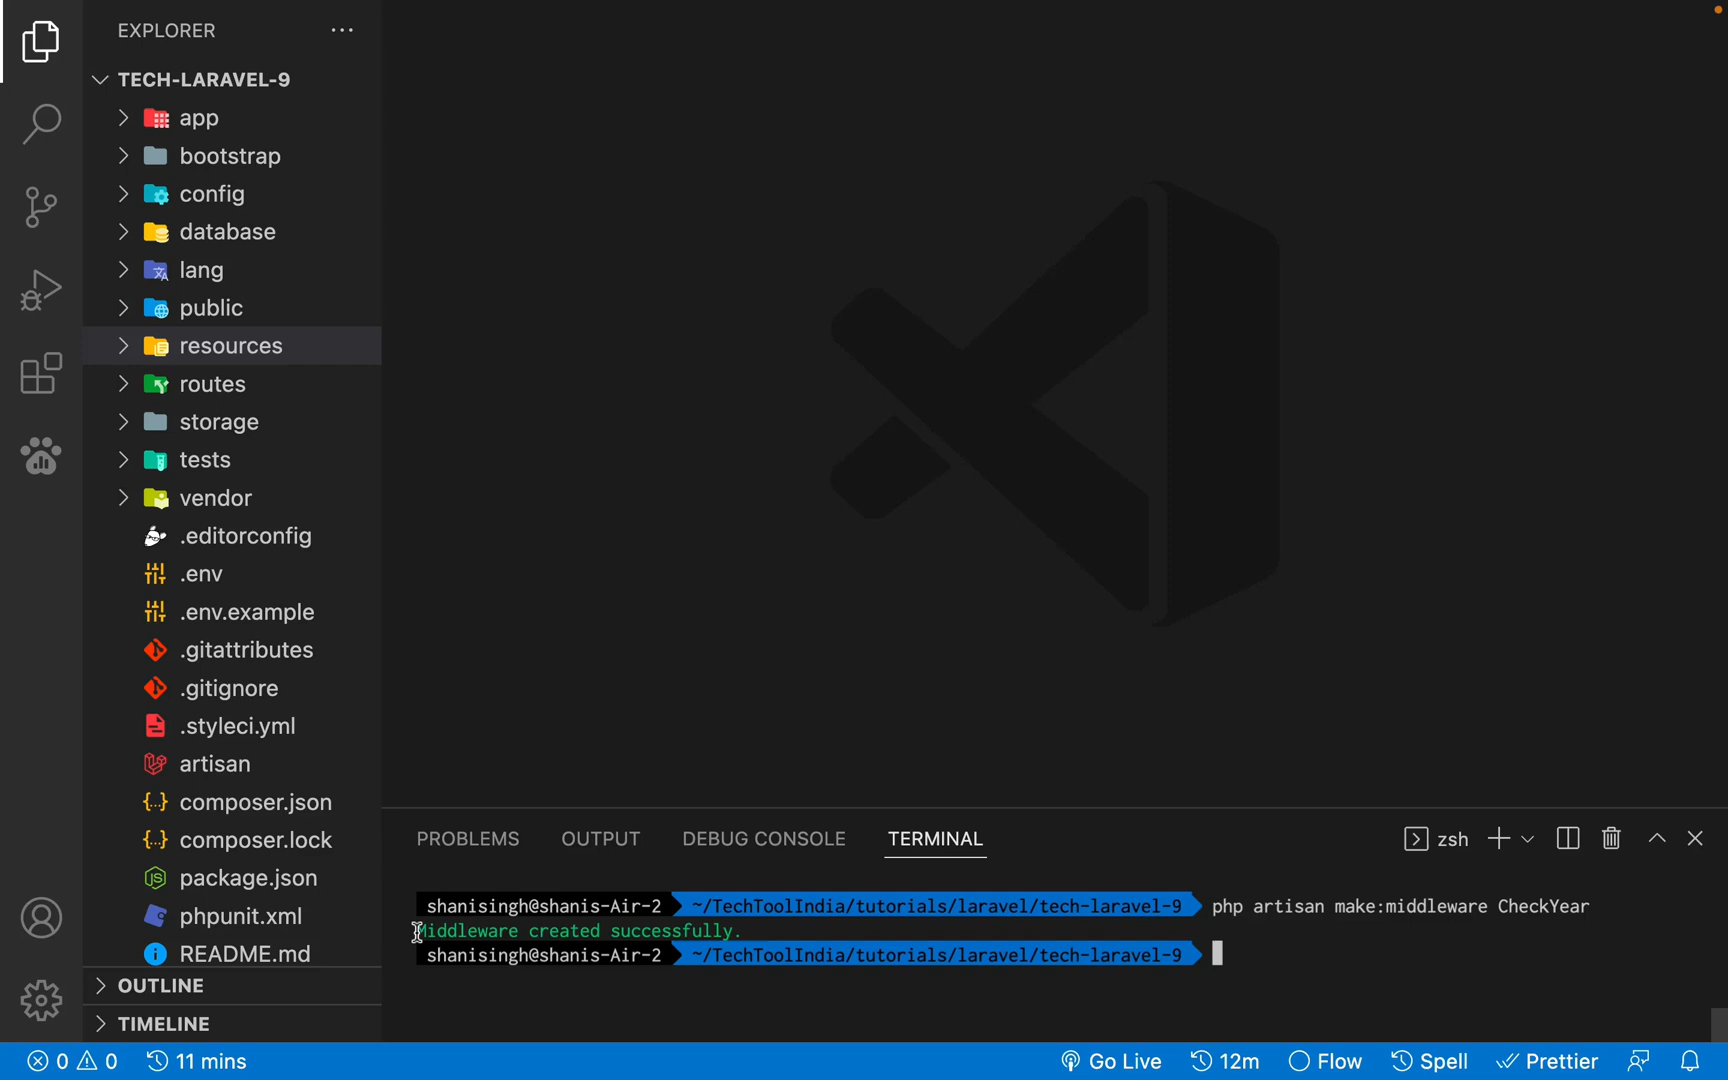 EXPLORER
TECH-LARAVEL-9
app
bootstrap
config
database
lang
public
resources
routes
storage
tests
vendor
.editorconfig
.env
.env.example
.gitattributes
.gitignore
.styleci.yml
artisan
composer.json
composer.lock
package.json
phpunit.xml
README.md
OUTLINE
TIMELINE
PROBLEMS OUTPUT DEBUG CONSOLE TERMINAL zsh
shanisingh@shanis-Air-2 ~/TechToolIndia/tutorials/laravel/tech-laravel-9 php artisan make:middleware CheckYear
Middleware created successfully.
shanisingh@shanis-Air-2 ~/TechToolIndia/tutorials/laravel/tech-laravel-9
0 0 11 mins Go Live 12m Flow Spell Prettier